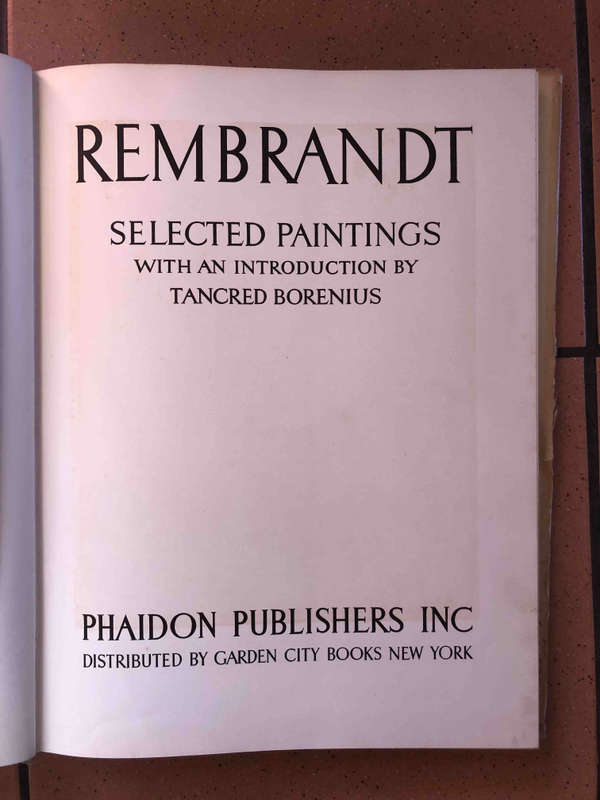 REMBRANDT
SELECTED PAINTINGS
WITH AN INTRODUCTION BY
TANCRED BORENIUS
PHAIDON PUBLISHERS INC
DISTRIBUTED BY GARDEN CITY BOOKS NEW YORK